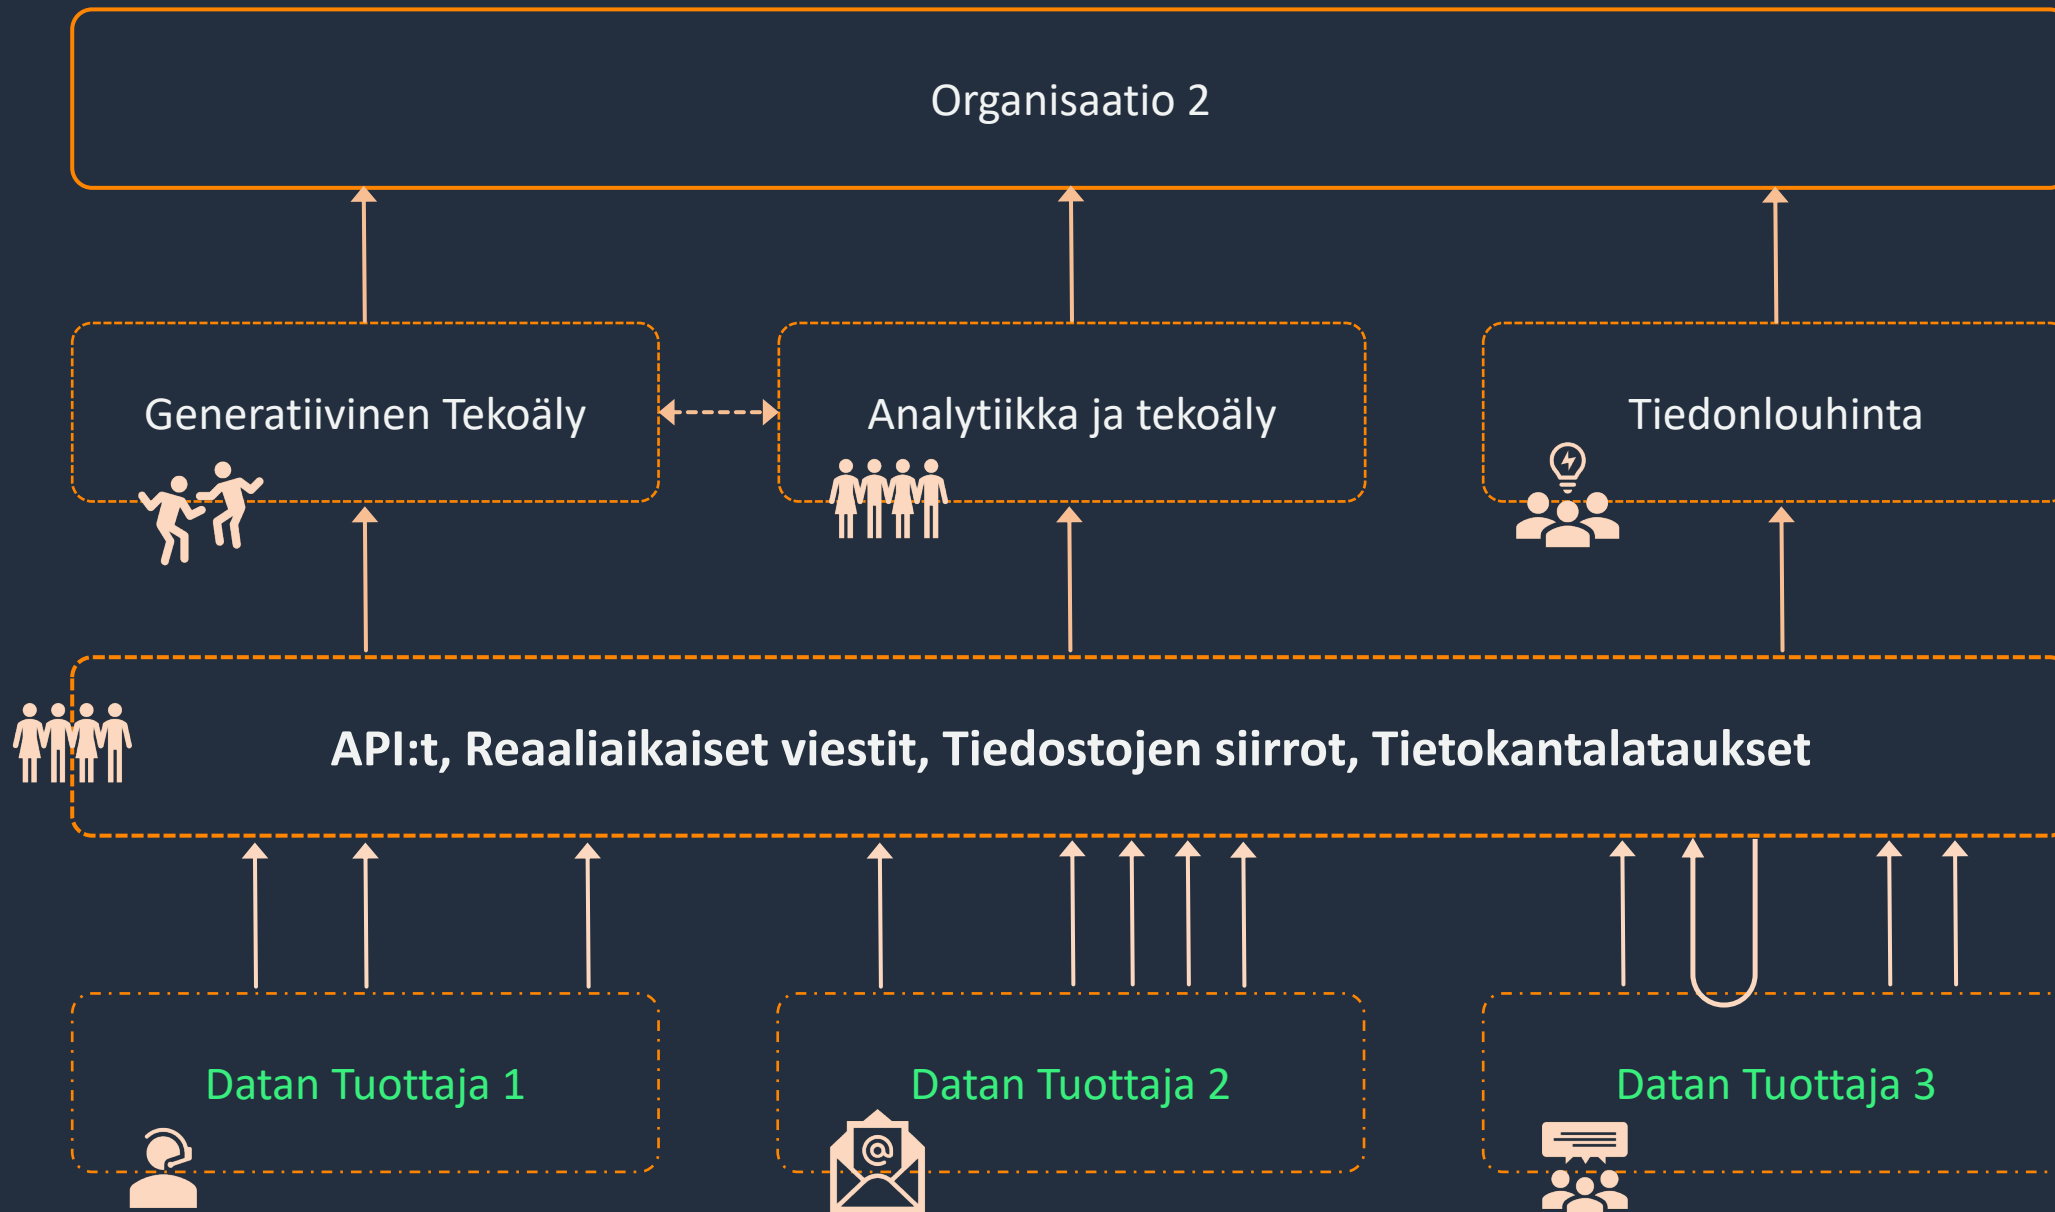 Organisaatio 2
Generatiivinen Tekoäly
Analytiikka ja tekoäly
Tiedonlouhinta
API:t, Reaaliaikaiset viestit, Tiedostojen siirrot, Tietokantalataukset
Datan Tuottaja 1
Datan Tuottaja 2
Datan Tuottaja 3